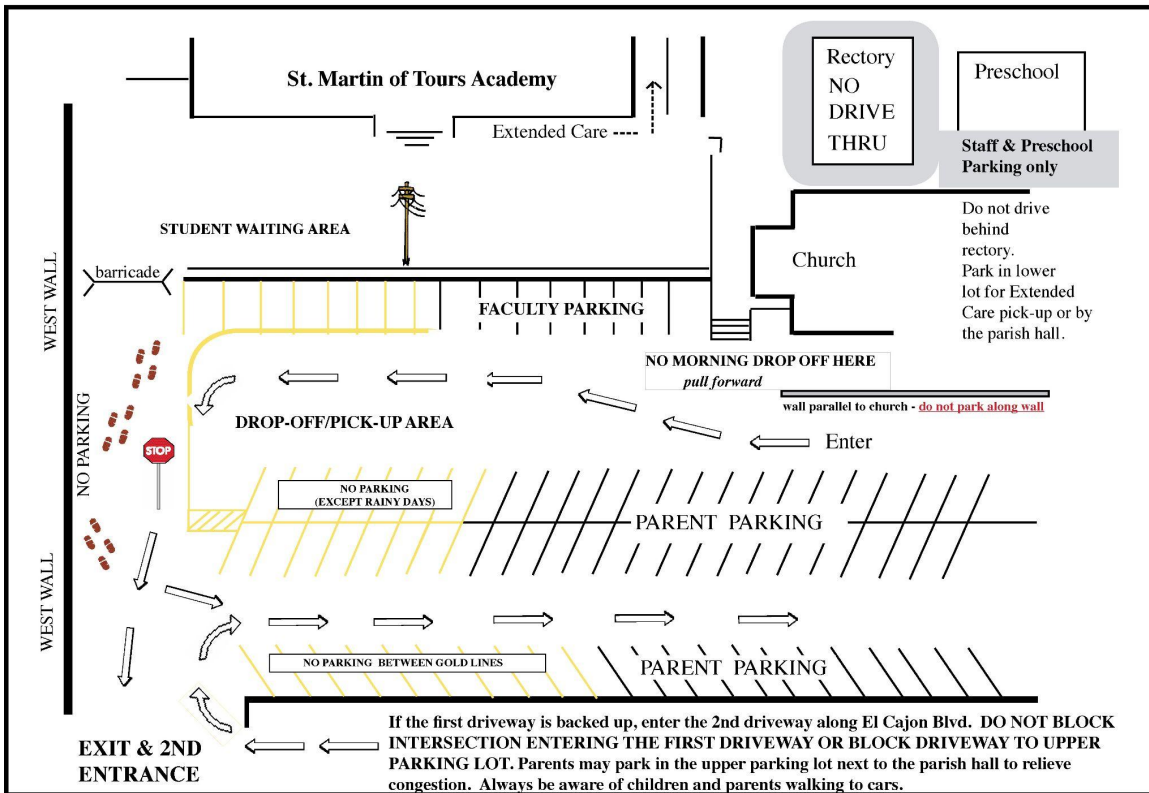 St. Martin of Tours Academy
Extended Care
Rectory
NO
DRIVE
THRU
Preschool
Staff & Preschool
Parking only
STUDENT WAITING AREA
WEST WALL
barricade
FACULTY PARKING
Church
Do not drive
behind
rectory.
Park in lower
lot for Extended
Care pick-up or by
the parish hall.
NO MORNING DROP OFF HERE
pull forward
wall parallel to church - do not park along wall
DROP-OFF/PICK-UP AREA
Enter
NO PARKING
STOP
NO PARKING
(EXCEPT RAINY DAYS)
PARENT PARKING
WEST WALL
NO PARKING BETWEEN GOLD LINES
PARENT PARKING
EXIT & 2ND
ENTRANCE
If the first driveway is backed up, enter the 2nd driveway along El Cajon Blvd. DO NOT BLOCK
INTERSECTION ENTERING THE FIRST DRIVEWAY OR BLOCK DRIVEWAY TO UPPER
PARKING LOT. Parents may park in the upper parking lot next to the parish hall to relieve
congestion. Always be aware of children and parents walking to cars.